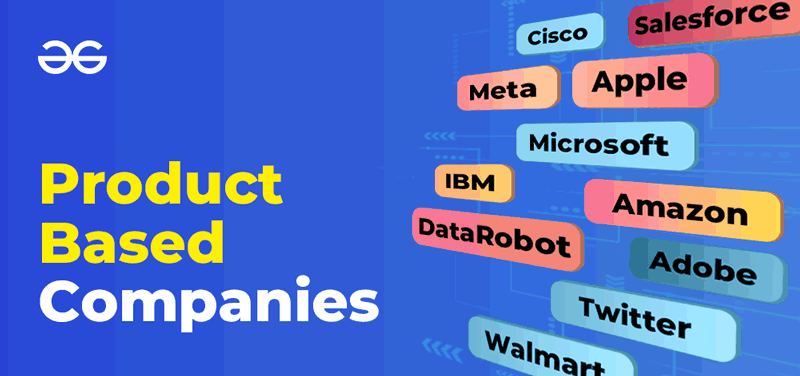 Product
Based
Companies
Cisco
Salesforce
Meta
Apple
Microsoft
IBM
Amazon
DataRobot
Adobe
Twitter
Walmart